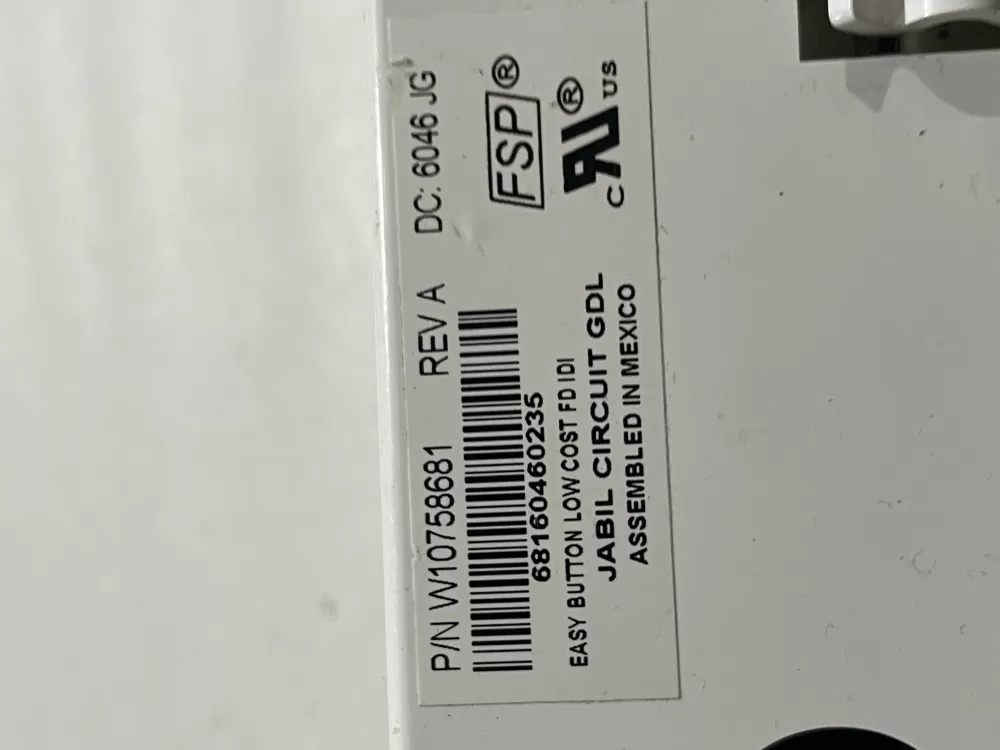 P/N W10758681 REV A DC: 6046 JG
FSP®
68160460235
EASY BUTTON LOW COST FD IDI
JABIL CIRCUIT GDL
ASSEMBLED IN MEXICO
C RU® US